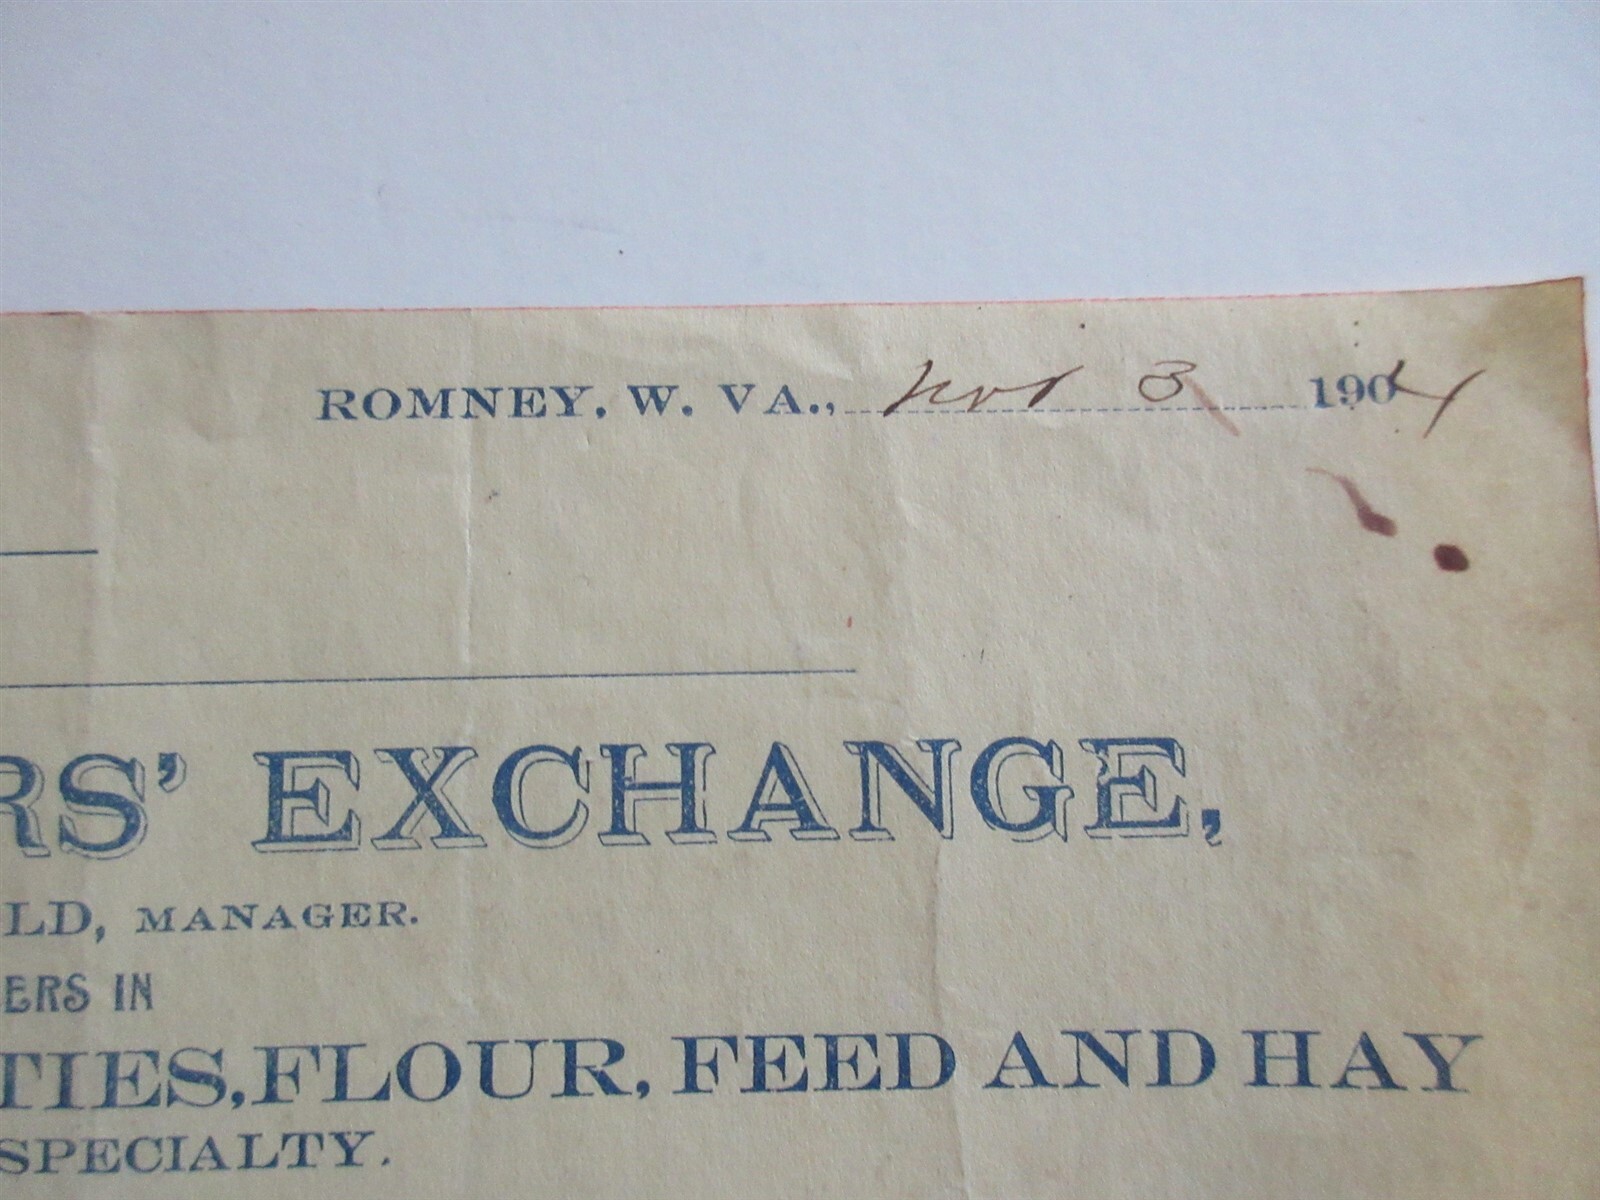 ROMNEY, W. VA., Nov 3 1904
RS' EXCHANGE,
LD, MANAGER.
ERS IN
TIES, FLOUR, FEED AND HAY
SPECIALTY.